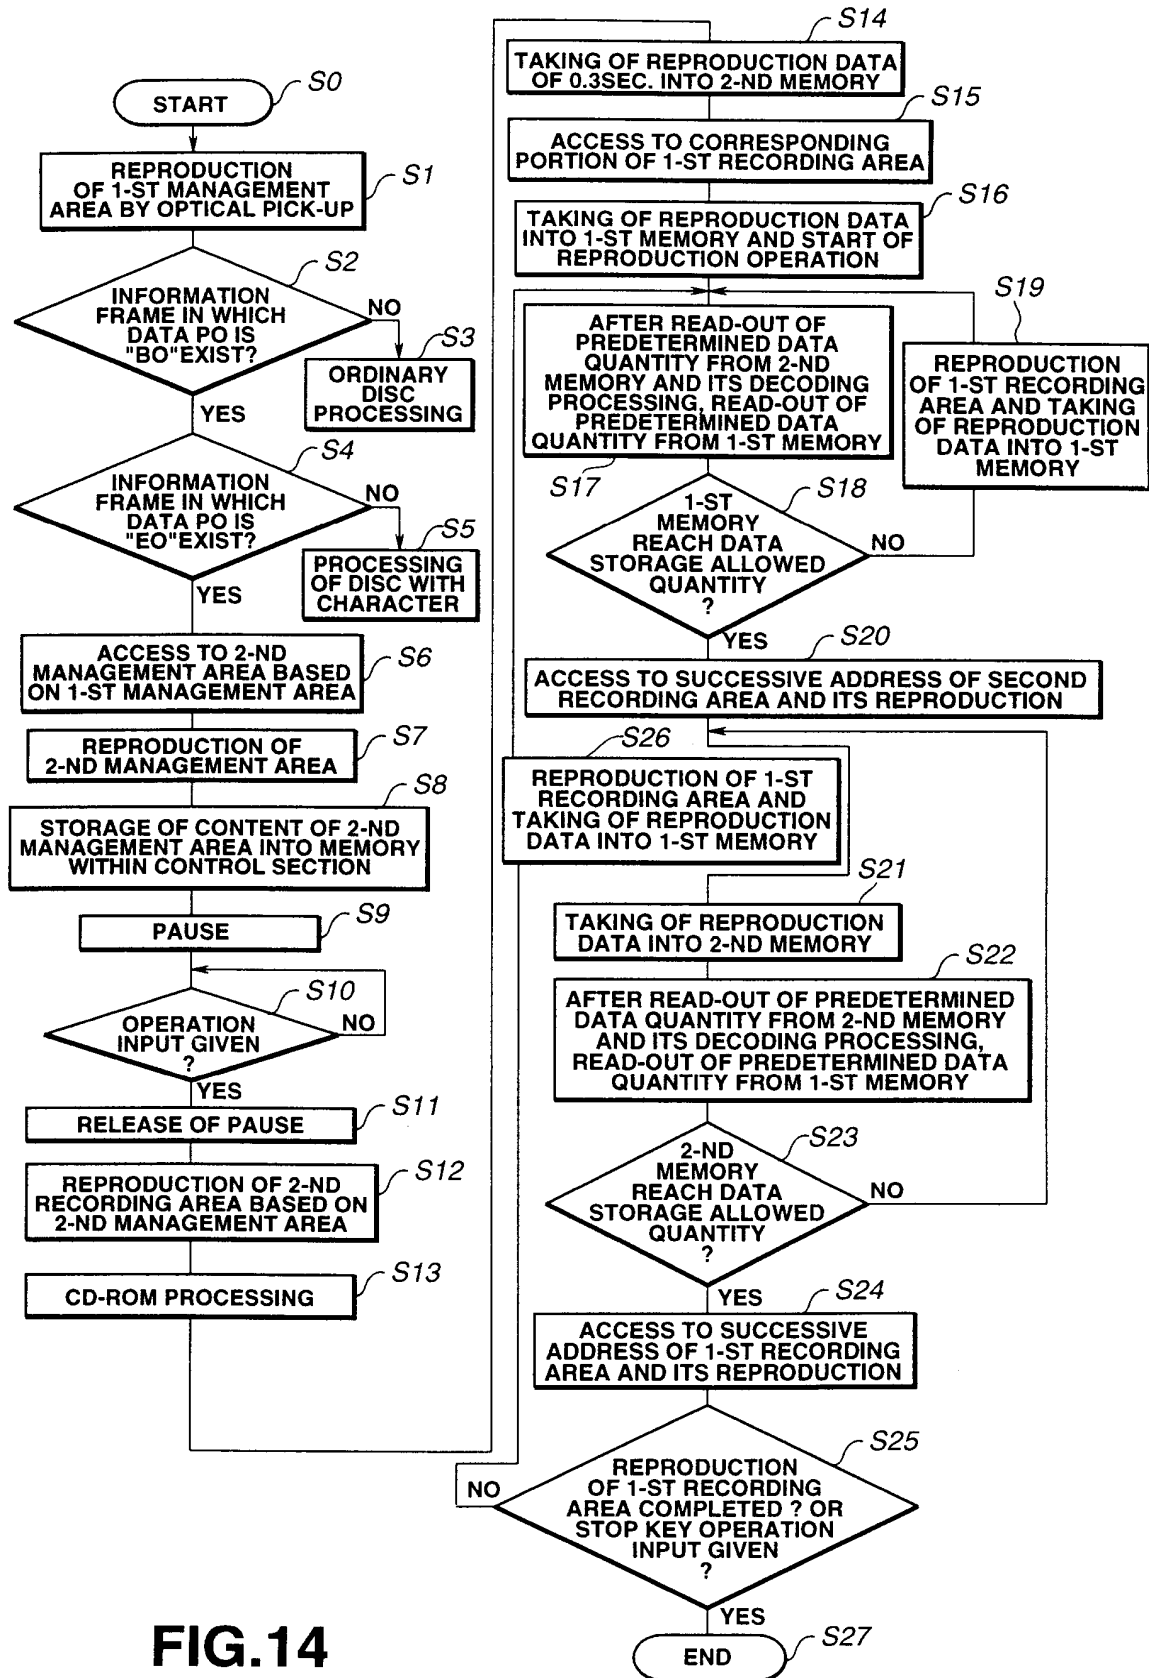 START
S0
REPRODUCTION
OF 1-ST MANAGEMENT
AREA BY OPTICAL PICK-UP
S1
S2
INFORMATION
FRAME IN WHICH
DATA PO IS
"BO"EXIST?
NO
YES
S3
ORDINARY
DISC
PROCESSING
S4
INFORMATION
FRAME IN WHICH
DATA PO IS
"EO"EXIST?
NO
YES
S5
PROCESSING
OF DISC WITH
CHARACTER
ACCESS TO 2-ND
MANAGEMENT AREA BASED
ON 1-ST MANAGEMENT AREA
S6
REPRODUCTION OF
2-ND MANAGEMENT AREA
S7
S8
STORAGE OF CONTENT OF 2-ND
MANAGEMENT AREA INTO MEMORY
WITHIN CONTROL SECTION
PAUSE
S9
S10
OPERATION
INPUT GIVEN
?
NO
YES
RELEASE OF PAUSE
S11
REPRODUCTION OF 2-ND
RECORDING AREA BASED ON
2-ND MANAGEMENT AREA
S12
CD-ROM PROCESSING
S13
S14
TAKING OF REPRODUCTION DATA
OF 0.3SEC. INTO 2-ND MEMORY
S15
ACCESS TO CORRESPONDING
PORTION OF 1-ST RECORDING AREA
S16
TAKING OF REPRODUCTION DATA
INTO 1-ST MEMORY AND START OF
REPRODUCTION OPERATION
AFTER READ-OUT OF
PREDETERMINED DATA
QUANTITY FROM 2-ND
MEMORY AND ITS DECODING
PROCESSING, READ-OUT OF
PREDETERMINED DATA
QUANTITY FROM 1-ST MEMORY
S17
S19
REPRODUCTION
OF 1-ST RECORDING
AREA AND TAKING
OF REPRODUCTION
DATA INTO 1-ST
MEMORY
S18
1-ST
MEMORY
REACH DATA
STORAGE ALLOWED
QUANTITY
?
NO
YES
S20
ACCESS TO SUCCESSIVE ADDRESS OF SECOND
RECORDING AREA AND ITS REPRODUCTION
S26
REPRODUCTION OF 1-ST
RECORDING AREA AND
TAKING OF REPRODUCTION
DATA INTO 1-ST MEMORY
S21
TAKING OF REPRODUCTION
DATA INTO 2-ND MEMORY
S22
AFTER READ-OUT OF PREDETERMINED
DATA QUANTITY FROM 2-ND MEMORY
AND ITS DECODING PROCESSING,
READ-OUT OF PREDETERMINED DATA
QUANTITY FROM 1-ST MEMORY
S23
2-ND
MEMORY
REACH DATA
STORAGE ALLOWED
QUANTITY
?
NO
YES
S24
ACCESS TO SUCCESSIVE
ADDRESS OF 1-ST RECORDING
AREA AND ITS REPRODUCTION
S25
REPRODUCTION
OF 1-ST RECORDING
AREA COMPLETED ? OR
STOP KEY OPERATION
INPUT GIVEN
?
NO
YES
END
S27
FIG.14